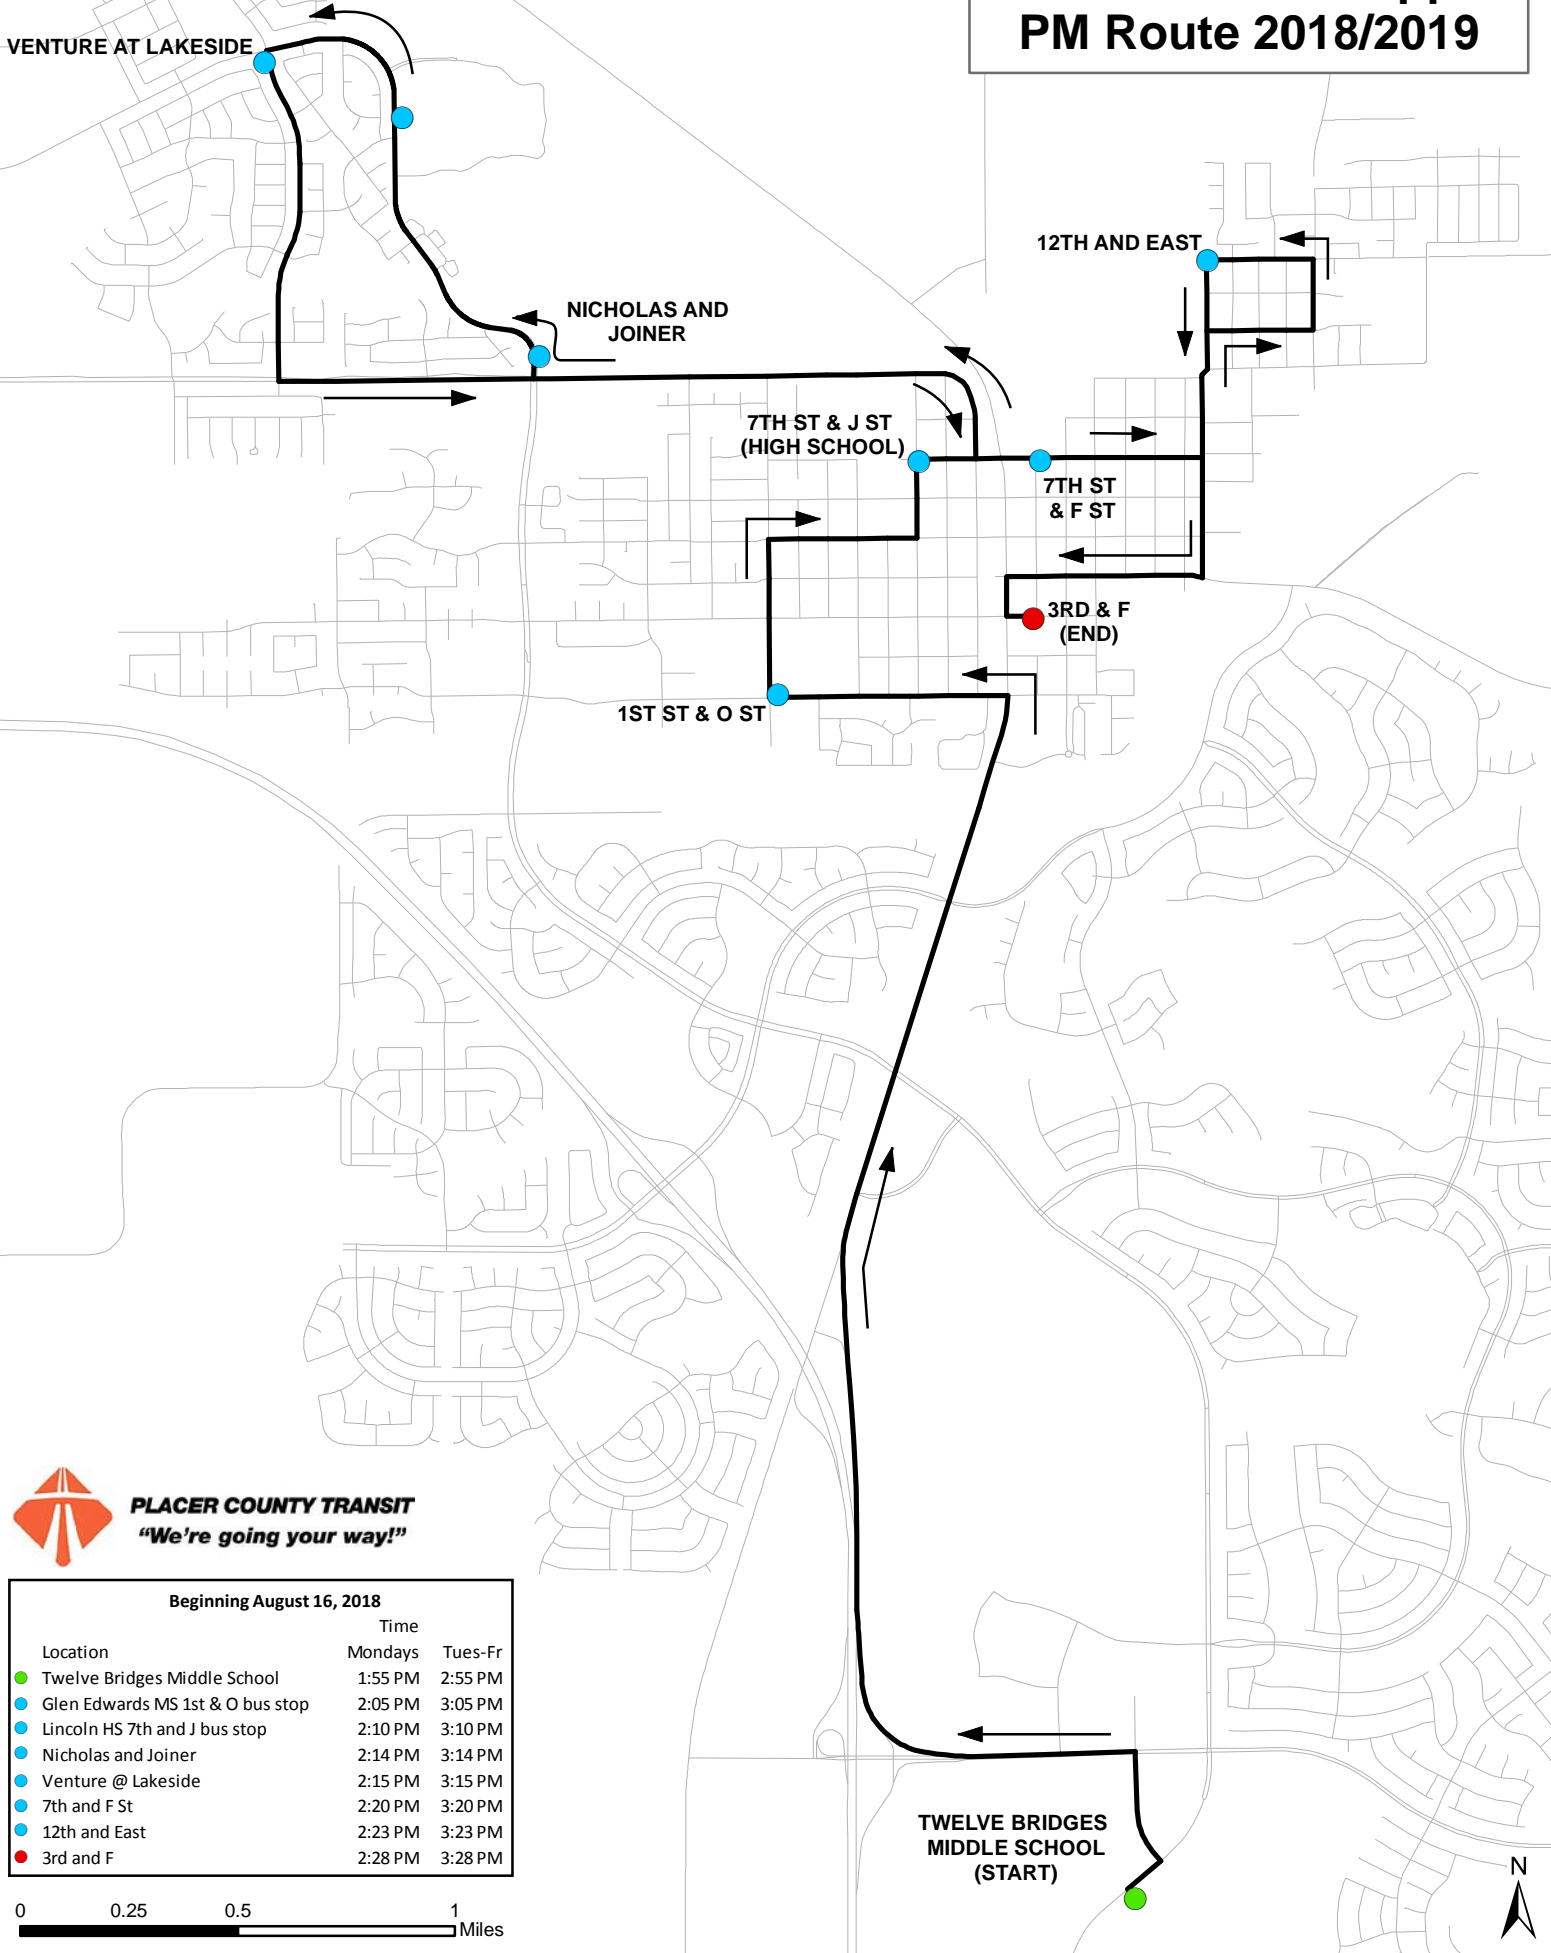 PM Route 2018/2019
VENTURE AT LAKESIDE
12TH AND EAST
NICHOLAS AND
JOINER
7TH ST & J ST
(HIGH SCHOOL)
7TH ST
& F ST
3RD & F
(END)
1ST ST & O ST
PLACER COUNTY TRANSIT
“We're going your way!”
Beginning August 16, 2018
Time
Location Mondays Tues-Fr
Twelve Bridges Middle School 1:55 PM 2:55 PM
Glen Edwards MS 1st & O bus stop 2:05 PM 3:05 PM
Lincoln HS 7th and J bus stop 2:10 PM 3:10 PM
Nicholas and Joiner 2:14 PM 3:14 PM
Venture @ Lakeside 2:15 PM 3:15 PM
7th and F St 2:20 PM 3:20 PM
12th and East 2:23 PM 3:23 PM
3rd and F 2:28 PM 3:28 PM
TWELVE BRIDGES
MIDDLE SCHOOL
(START)
N
0 0.25 0.5 1
Miles